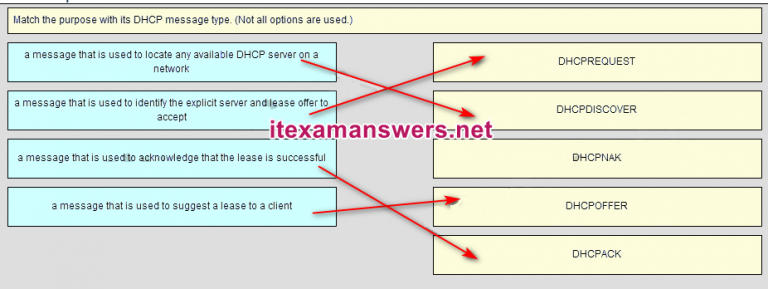 Match the purpose with its DHCP message type. (Not all options are used.)
a message that is used to locate any available DHCP server on a
network
DHCPREQUEST
a message that is used to identify the explicit server and lease offer to
accept
DHCPDISCOVER
itexamanswers.net
a message that is used to acknowledge that the lease is successful
DHCPNAK
a message that is used to suggest a lease to a client
DHCPOFFER
DHCPACK